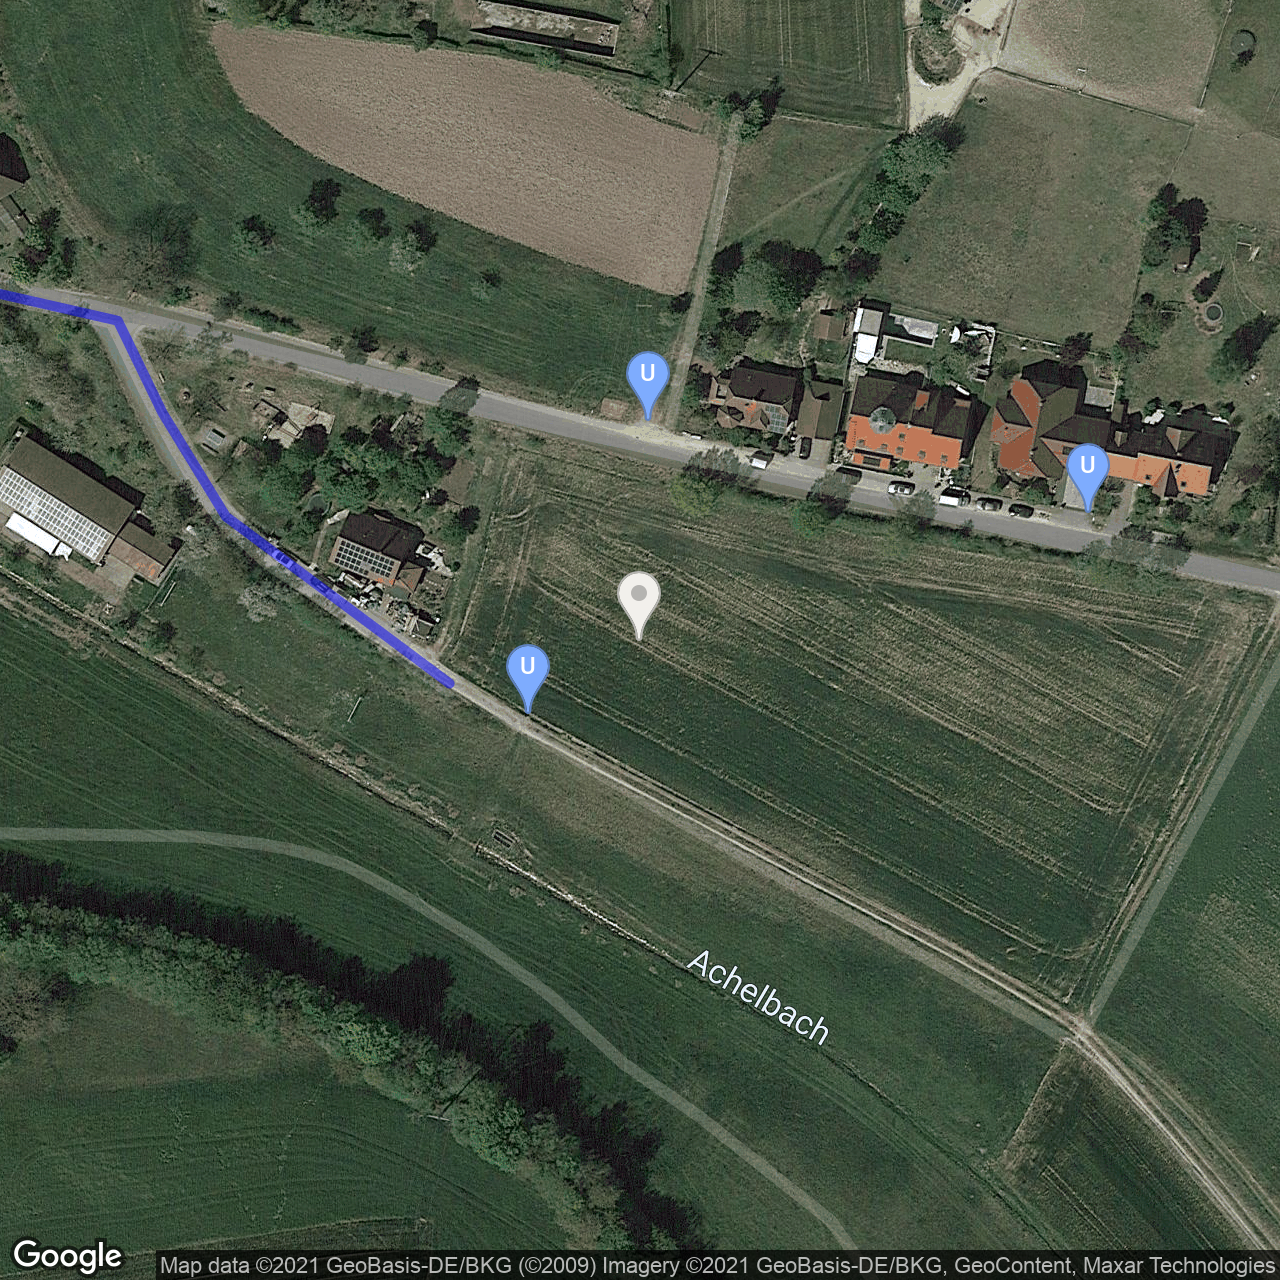 U
U
U
Achelbach
Google
Map data ©2021 GeoBasis-DE/BKG (©2009) Imagery ©2021 GeoBasis-DE/BKG, GeoContent, Maxar Technologies